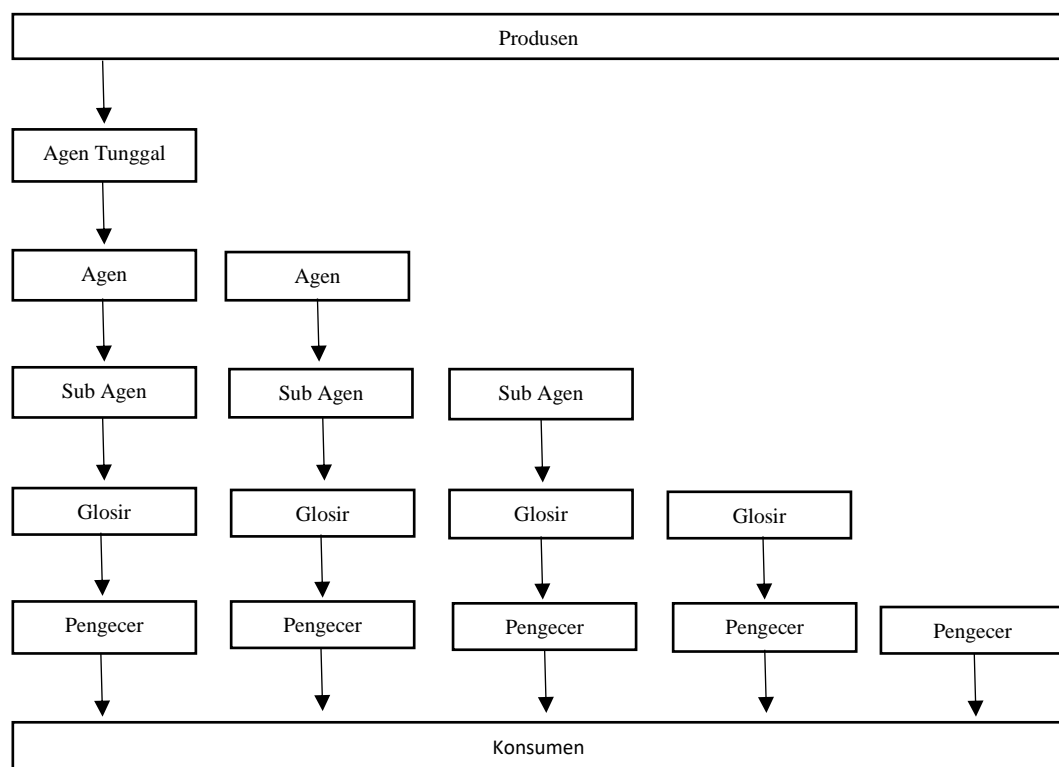 Produsen
Agen Tunggal
Agen
Agen
Sub Agen
Sub Agen
Sub Agen
Glosir
Glosir
Glosir
Glosir
Pengecer
Pengecer
Pengecer
Pengecer
Pengecer
Konsumen